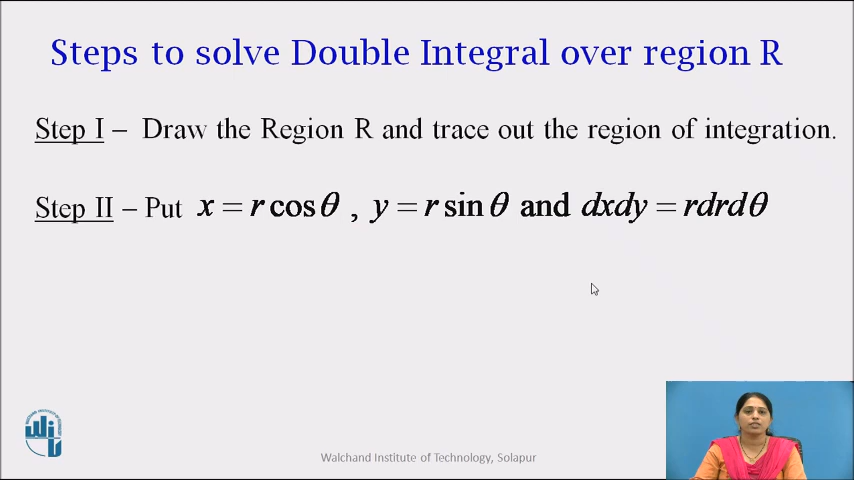 Steps to solve Double Integral over region R
Step I – Draw the Region R and trace out the region of integration.
Step II – Put x = r cos θ , y = r sin θ and dxdy = rdrdθ
Walchand Institute of Technology, Solapur